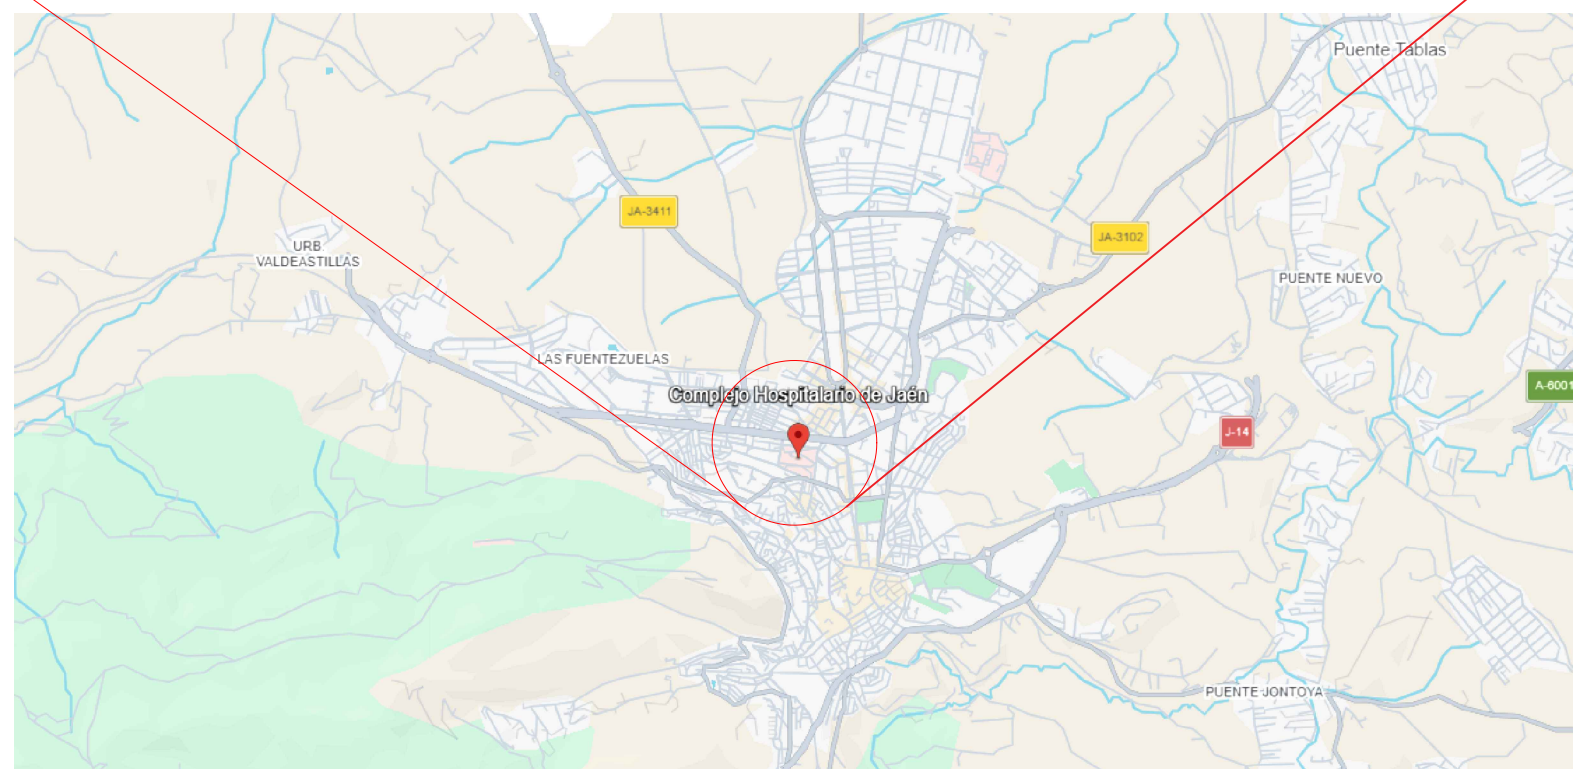 Puente Tablas
JA-3411
JA-3102
URB.
VALDEASTILLAS
PUENTE NUEVO
LAS FUENTEZUELAS
A-6001
Complejo Hospitalario de Jaén
J-14
PUENTE JONTOYA